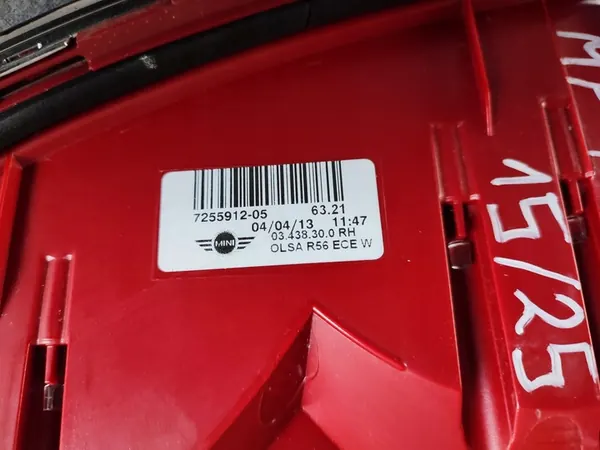 7255912-05 63.21
04/04/13 11:47
03.438.30.0 RH
MINI OLSA R56 ECE W
15/25